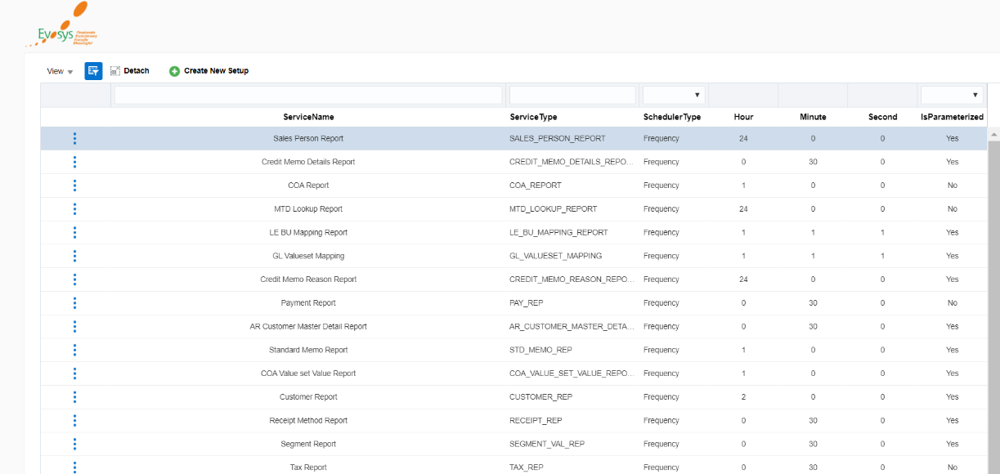 Evosys
View Detach Create New Setup
ServiceName ServiceType SchedulerType Hour Minute Second IsParameterized
Sales Person Report SALES_PERSON_REPORT Frequency 24 0 0 Yes
Credit Memo Details Report CREDIT_MEMO_DETAILS_REPO... Frequency 0 30 0 Yes
COA Report COA_REPORT Frequency 1 0 0 No
MTD Lookup Report MTD_LOOKUP_REPORT Frequency 24 0 0 No
LE BU Mapping Report LE_BU_MAPPING_REPORT Frequency 1 1 1 Yes
GL Valueset Mapping GL_VALUESET_MAPPING Frequency 1 1 1 Yes
Credit Memo Reason Report CREDIT_MEMO_REASON_REPO... Frequency 24 0 0 Yes
Payment Report PAY_REP Frequency 0 30 0 No
AR Customer Master Detail Report AR_CUSTOMER_MASTER_DETA... Frequency 0 30 0 Yes
Standard Memo Report STD_MEMO_REP Frequency 1 0 0 Yes
COA Value set Value Report COA_VALUE_SET_VALUE_REPO... Frequency 1 0 0 Yes
Customer Report CUSTOMER_REP Frequency 2 0 0 Yes
Receipt Method Report RECEIPT_REP Frequency 0 30 0 Yes
Segment Report SEGMENT_VAL_REP Frequency 0 30 0 Yes
Tax Report TAX_REP Frequency 0 30 0 No